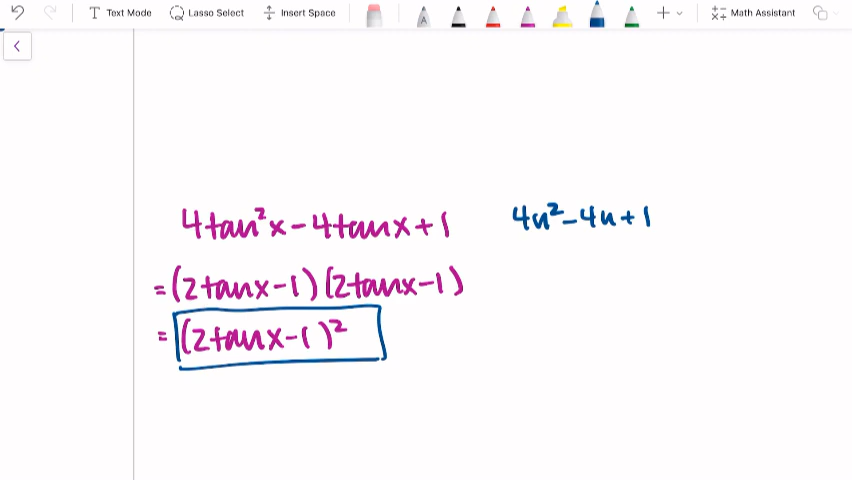 Text Mode Lasso Select Insert Space A Math Assistant
4tan²x-4tanx+1 4u²-4u+1
=(2tanx-1)(2tanx-1)
=(2tanx-1)²